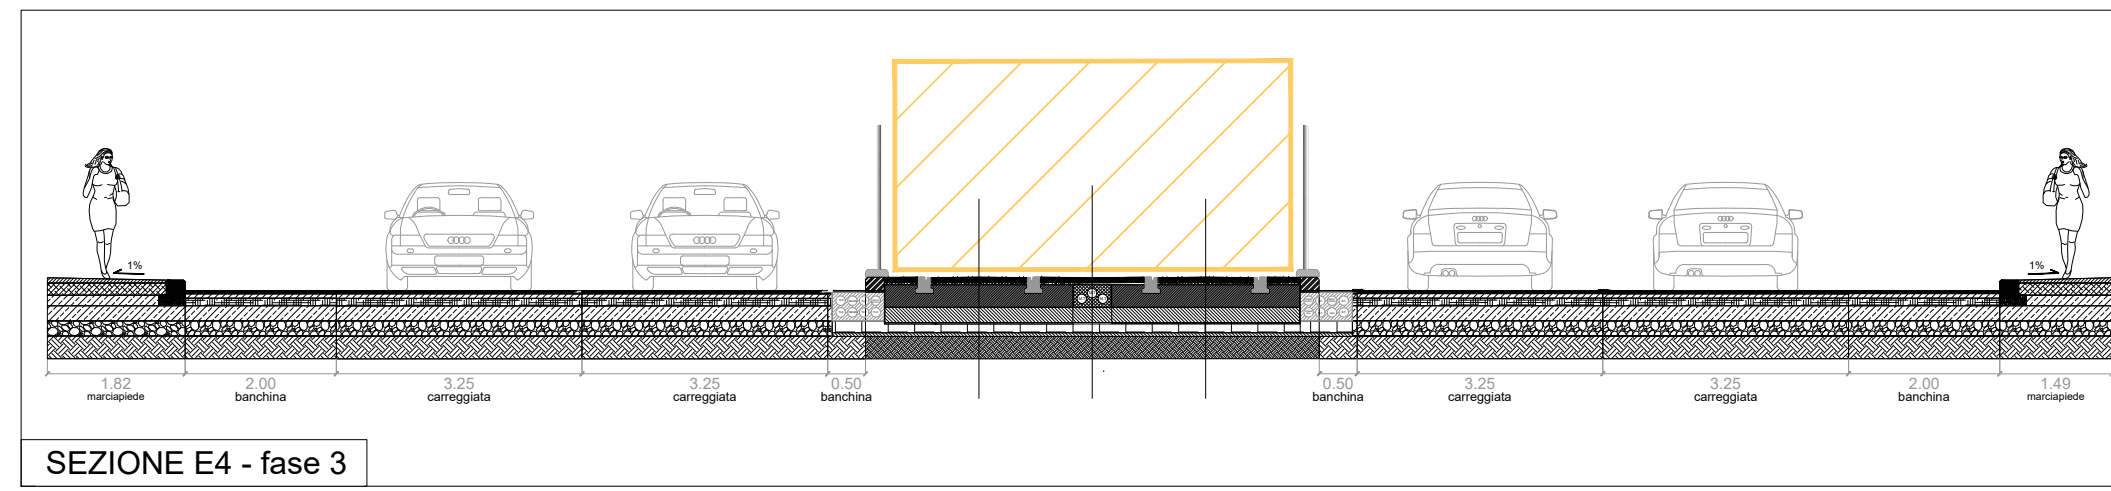 1%
1%
1.82 2.00 3.25 3.25 0.50 0.50 3.25 3.25 2.00 1.49
marciapiede banchina carreggiata carreggiata banchina banchina carreggiata carreggiata banchina marciapiede
SEZIONE E4 - fase 3